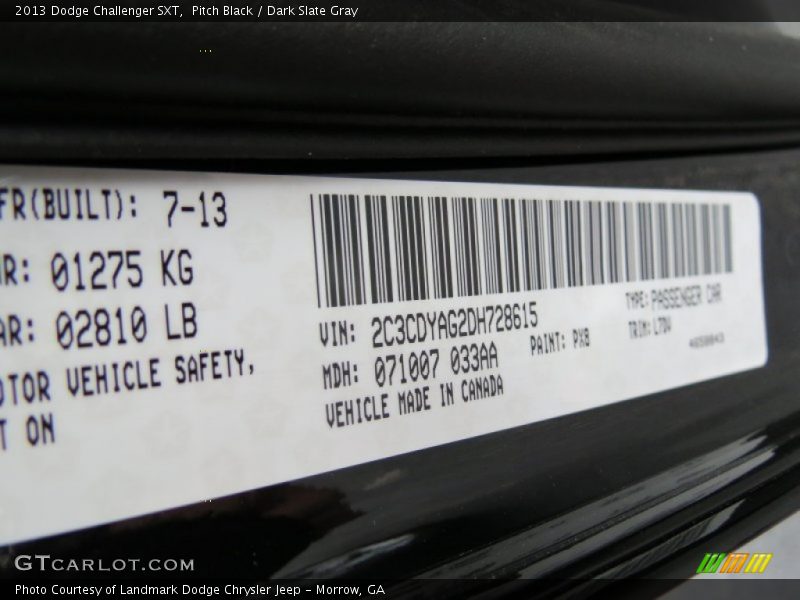 2013 Dodge Challenger SXT, Pitch Black / Dark Slate Gray
FR(BUILT): 7-13
R: 01275 KG
AR: 02810 LB
OTOR VEHICLE SAFETY,
T ON
VIN: 2C3CDYAG2DH728615
TYPE: PASSENGER CAR
MDH: 071007 033AA
PAINT: PXB
TRIM: L7DV
VEHICLE MADE IN CANADA
GTCARLOT.COM
Photo Courtesy of Landmark Dodge Chrysler Jeep - Morrow, GA